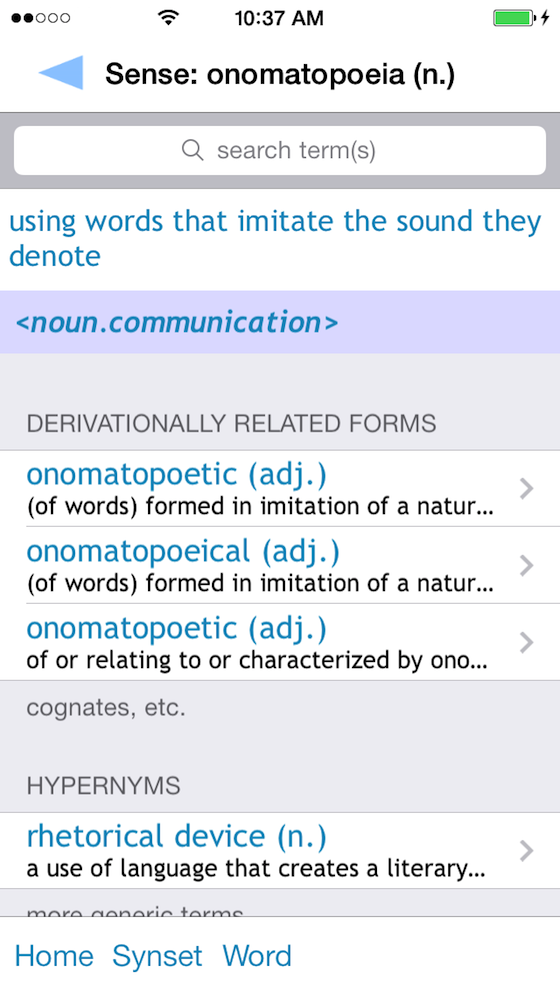 10:37 AM
Sense: onomatopoeia (n.)
search term(s)
using words that imitate the sound they
denote
<noun.communication>
DERIVATIONALLY RELATED FORMS
onomatopoetic (adj.)
(of words) formed in imitation of a natur...
onomatopoeical (adj.)
(of words) formed in imitation of a natur...
onomatopoetic (adj.)
of or relating to or characterized by ono...
cognates, etc.
HYPERNYMS
rhetorical device (n.)
a use of language that creates a literary...
more generic terms
Home Synset Word